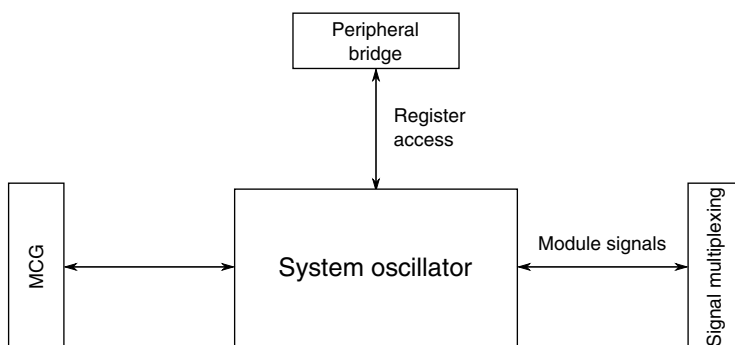 Peripheral
bridge
Register
access
MCG
System oscillator
Module signals
Signal multiplexing